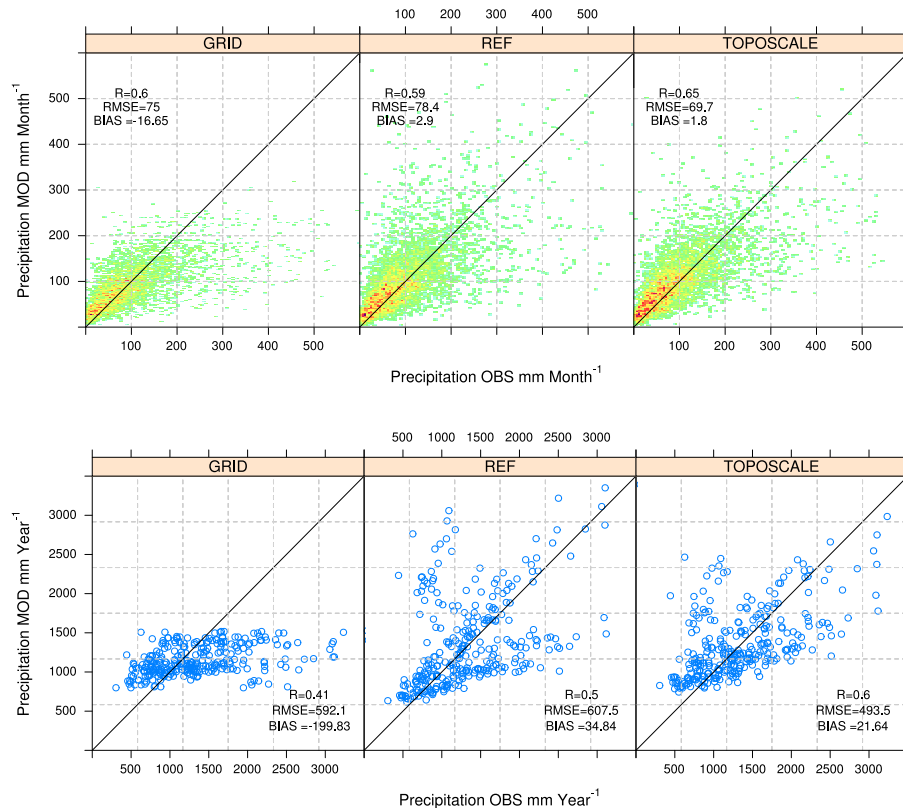 100 200 300 400 500
GRID REF TOPOSCALE
R=0.6
RMSE=75
BIAS =-16.65
R=0.59
RMSE=78.4
BIAS =2.9
R=0.65
RMSE=69.7
BIAS =1.8
Precipitation MOD mm Month-1
500
400
300
200
100
100 200 300 400 500 100 200 300 400 500
Precipitation OBS mm Month-1
500 1000 1500 2000 2500 3000
GRID REF TOPOSCALE
Precipitation MOD mm Year-1
3000
2500
2000
1500
1000
500
R=0.41
RMSE=592.1
BIAS =-199.83
R=0.5
RMSE=607.5
BIAS =34.84
R=0.6
RMSE=493.5
BIAS =21.64
500 1000 1500 2000 2500 3000 500 1000 1500 2000 2500 3000
Precipitation OBS mm Year-1